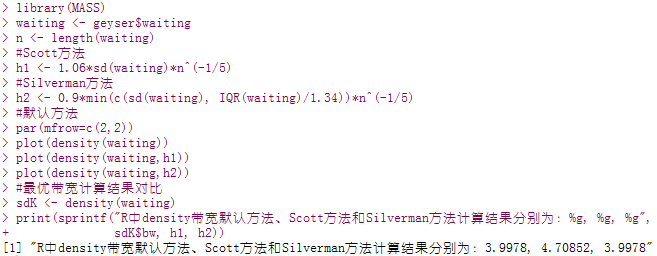 > library(MASS)
> waiting <- geyser$waiting
> n <- length(waiting)
> #Scott方法
> h1 <- 1.06*sd(waiting)*n^(-1/5)
> #Silverman方法
> h2 <- 0.9*min(c(sd(waiting), IQR(waiting)/1.34))*n^(-1/5)
> #默认方法
> par(mfrow=c(2,2))
> plot(density(waiting))
> plot(density(waiting,h1))
> plot(density(waiting,h2))
> #最优带宽计算结果对比
> sdK <- density(waiting)
> print(sprintf("R中density带宽默认方法、Scott方法和Silverman方法计算结果分别为: %g, %g, %g",
+               sdK$bw, h1, h2))
[1] "R中density带宽默认方法、Scott方法和Silverman方法计算结果分别为: 3.9978, 4.70852, 3.9978"